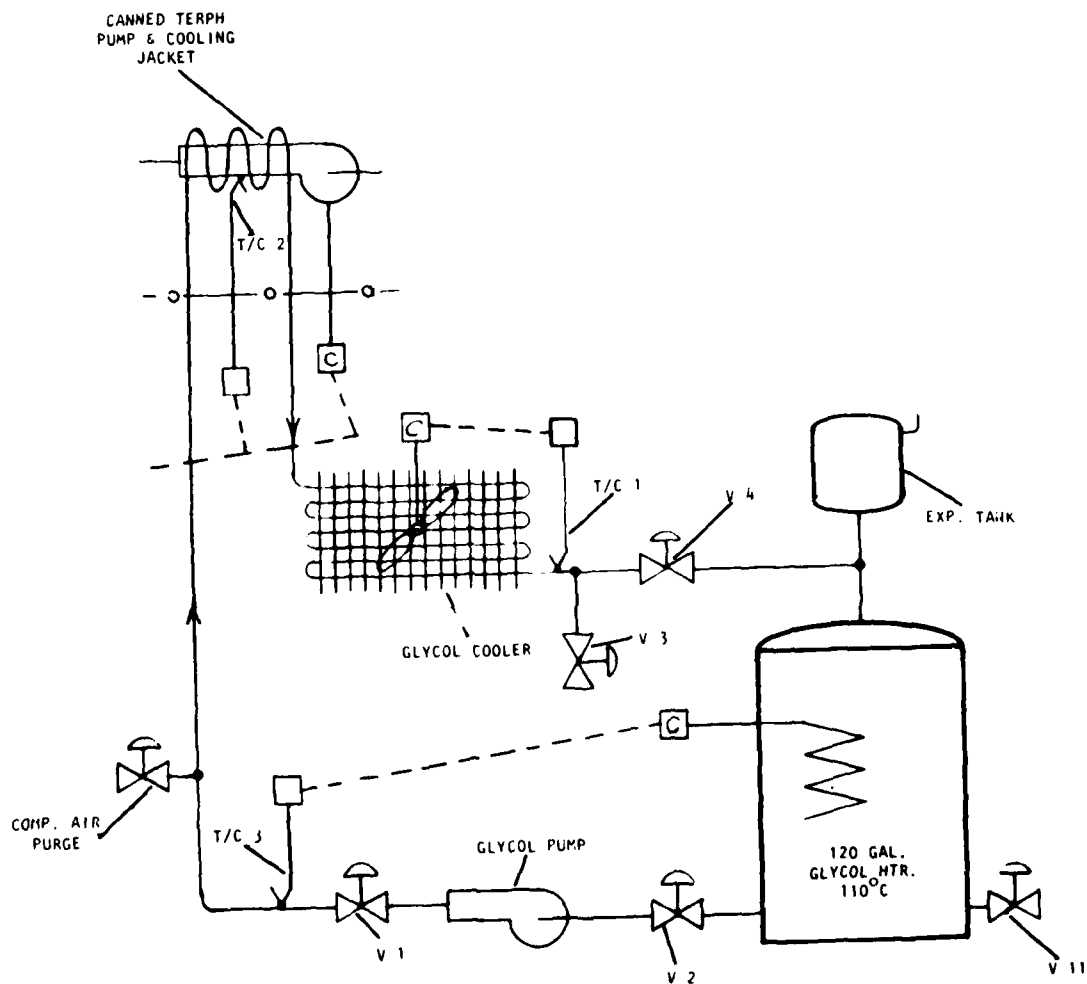 CANNED TERPH
PUMP & COOLING
JACKET
T/C 2
C
C
T/C 1
V 4
EXP. TANK
GLYCOL COOLER
V 3
C
COMP. AIR
PURGE
T/C 3
GLYCOL PUMP
120 GAL.
GLYCOL HTR.
110°C
V 1
V 2
V 11